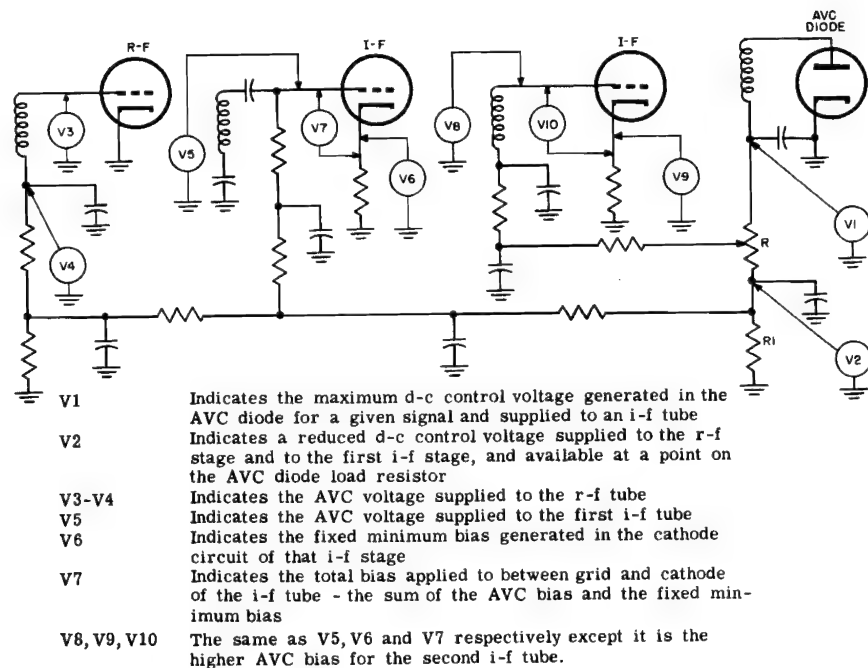 AVC
DIODE
R-F
I-F
I-F
V3
V5
V7
V8
V10
V6
V9
V1
V4
R
R1
V2
V1 Indicates the maximum d-c control voltage generated in the
AVC diode for a given signal and supplied to an i-f tube
V2 Indicates a reduced d-c control voltage supplied to the r-f
stage and to the first i-f stage, and available at a point on
the AVC diode load resistor
V3-V4 Indicates the AVC voltage supplied to the r-f tube
V5 Indicates the AVC voltage supplied to the first i-f tube
V6 Indicates the fixed minimum bias generated in the cathode
circuit of that i-f stage
V7 Indicates the total bias applied to between grid and cathode
of the i-f tube - the sum of the AVC bias and the fixed min-
imum bias
V8, V9, V10 The same as V5, V6 and V7 respectively except it is the
higher AVC bias for the second i-f tube.